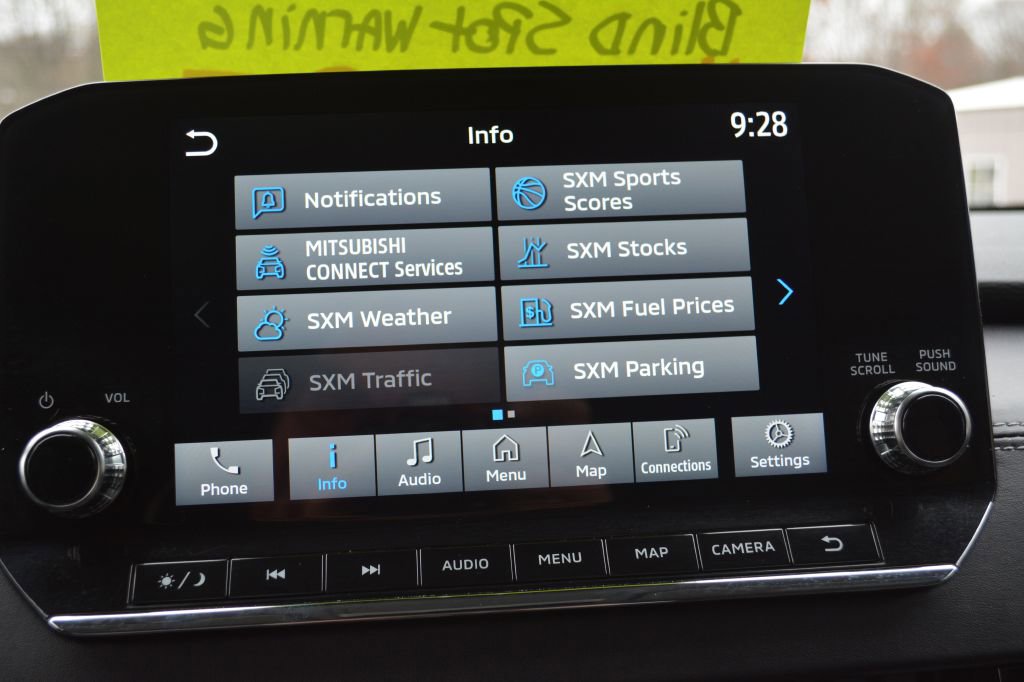 BLinD SPot WArninG
Info
9:28
Notifications
SXM Sports
Scores
MITSUBISHI
CONNECT Services
SXM Stocks
SXM Weather
SXM Fuel Prices
SXM Traffic
SXM Parking
VOL
TUNE
SCROLL
PUSH
SOUND
Phone
Info
Audio
Menu
Map
Connections
Settings
AUDIO
MENU
MAP
CAMERA